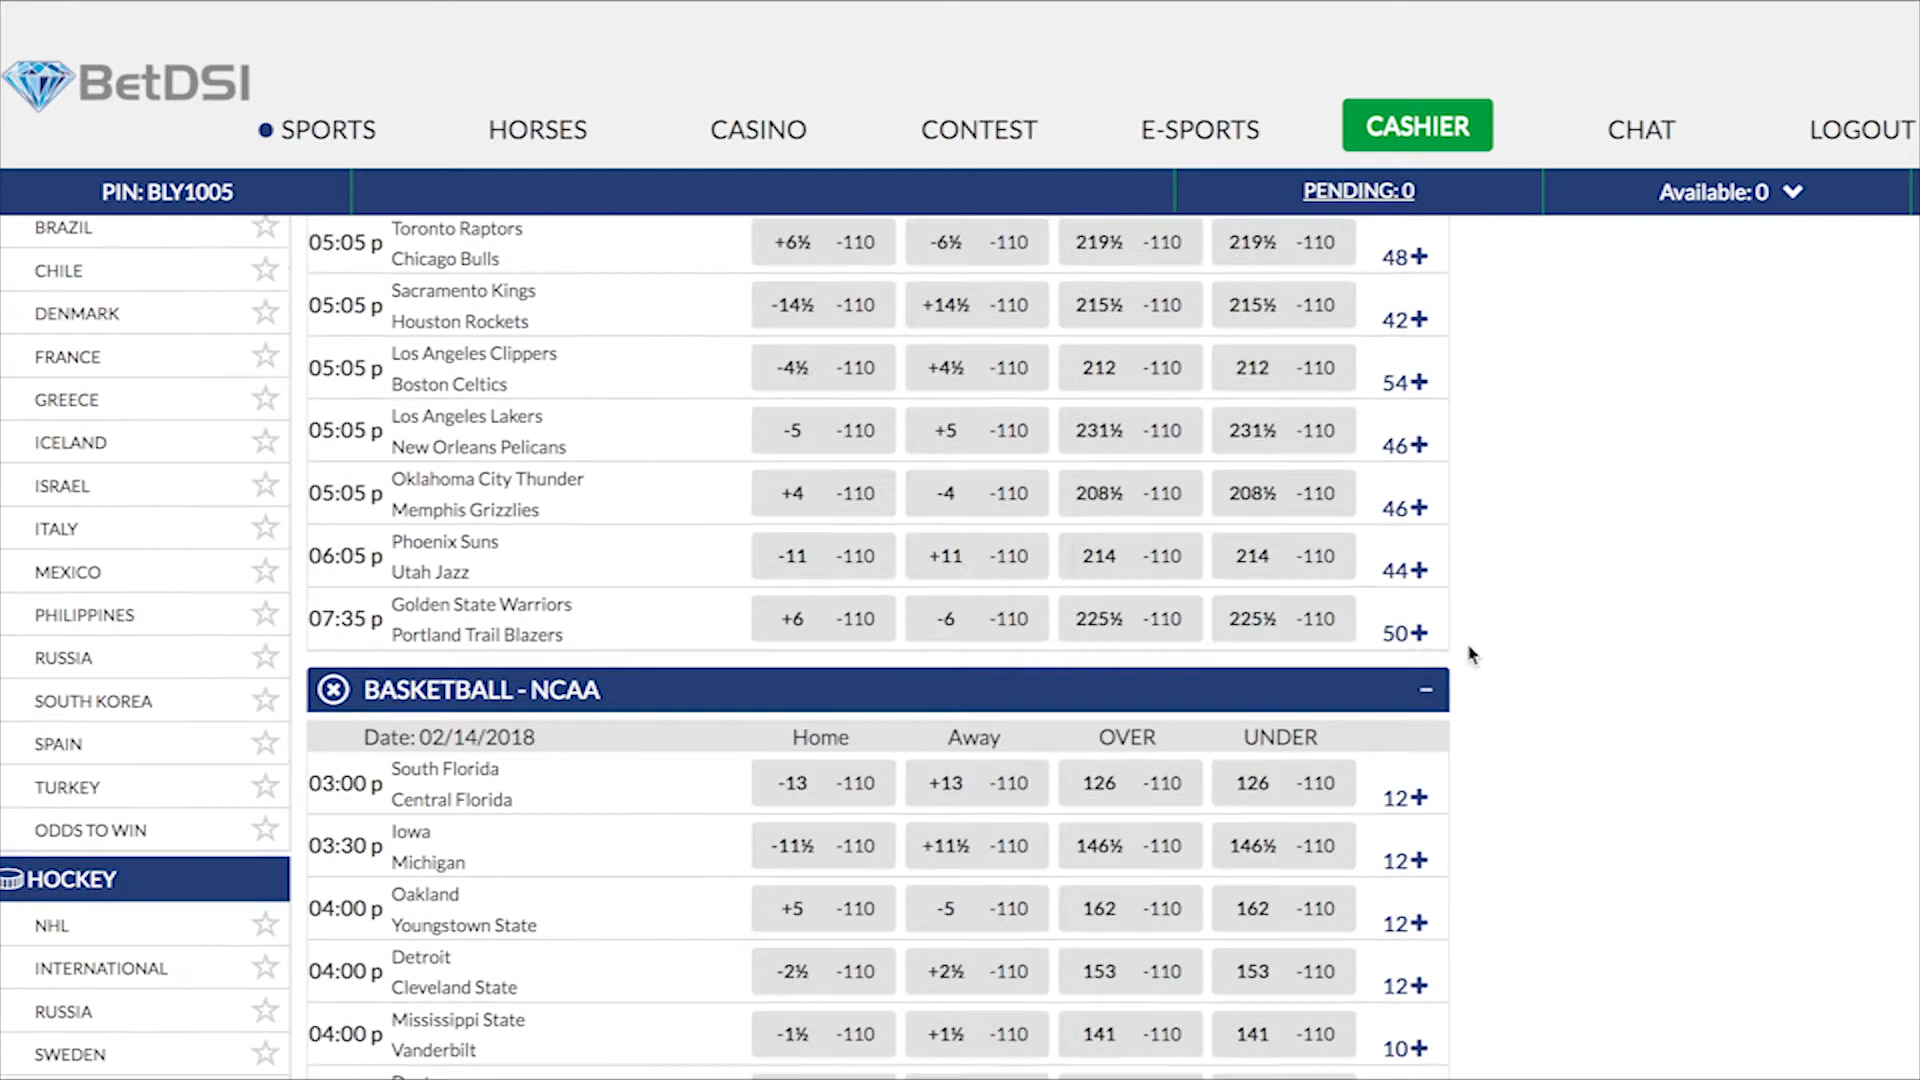 BetDSI
SPORTS HORSES CASINO CONTEST E-SPORTS CASHIER CHAT LOGOUT
PIN: BLY1005 PENDING: 0 Available: 0
BRAZIL
CHILE
DENMARK
FRANCE
GREECE
ICELAND
ISRAEL
ITALY
MEXICO
PHILIPPINES
RUSSIA
SOUTH KOREA
SPAIN
TURKEY
ODDS TO WIN
HOCKEY
NHL
INTERNATIONAL
RUSSIA
SWEDEN
Toronto Raptors
05:05 p +6½ -110 -6½ -110 219½ -110 219½ -110 48+
Chicago Bulls
Sacramento Kings
05:05 p -14½ -110 +14½ -110 215½ -110 215½ -110 42+
Houston Rockets
Los Angeles Clippers
05:05 p -4½ -110 +4½ -110 212 -110 212 -110 54+
Boston Celtics
Los Angeles Lakers
05:05 p -5 -110 +5 -110 231½ -110 231½ -110 46+
New Orleans Pelicans
Oklahoma City Thunder
05:05 p +4 -110 -4 -110 208½ -110 208½ -110 46+
Memphis Grizzlies
Phoenix Suns
06:05 p -11 -110 +11 -110 214 -110 214 -110 44+
Utah Jazz
Golden State Warriors
07:35 p +6 -110 -6 -110 225½ -110 225½ -110 50+
Portland Trail Blazers
BASKETBALL - NCAA −
Date: 02/14/2018 Home Away OVER UNDER
South Florida
03:00 p -13 -110 +13 -110 126 -110 126 -110 12+
Central Florida
Iowa
03:30 p -11½ -110 +11½ -110 146½ -110 146½ -110 12+
Michigan
Oakland
04:00 p +5 -110 -5 -110 162 -110 162 -110 12+
Youngstown State
Detroit
04:00 p -2½ -110 +2½ -110 153 -110 153 -110 12+
Cleveland State
Mississippi State
04:00 p -1½ -110 +1½ -110 141 -110 141 -110 10+
Vanderbilt